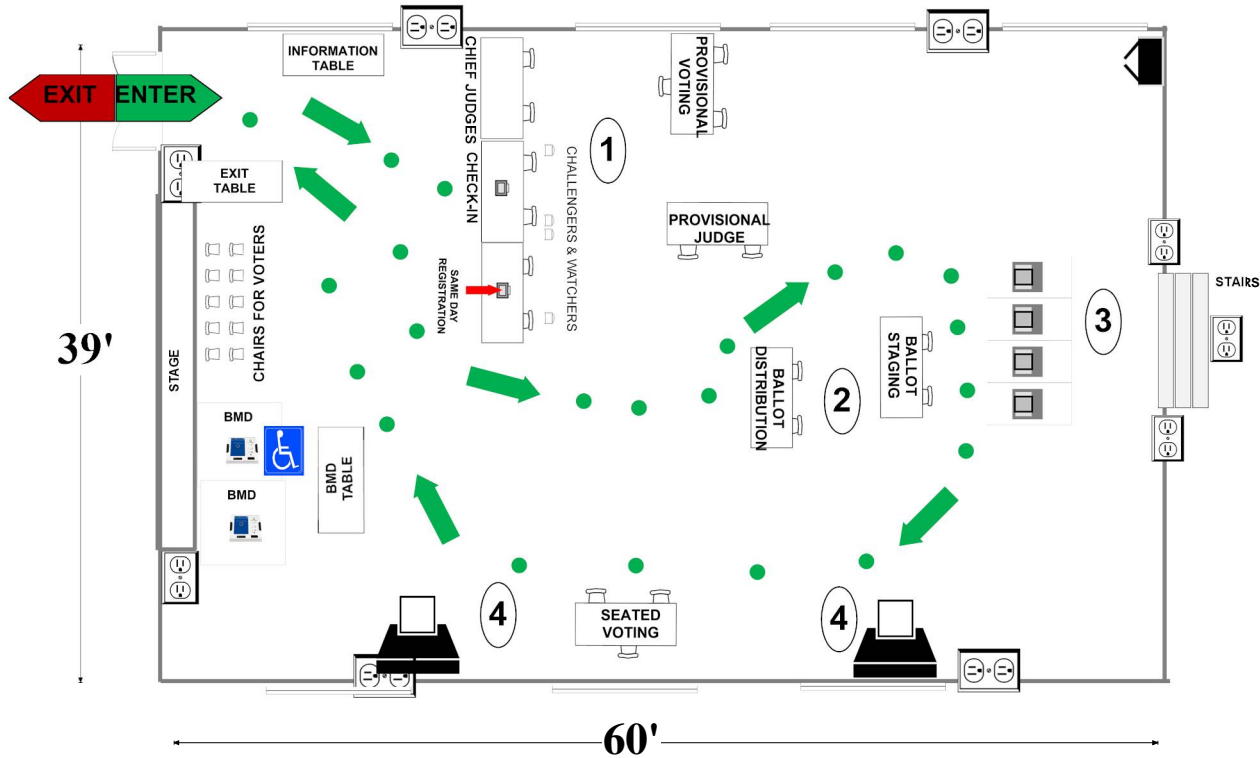 EXIT ENTER
INFORMATION
TABLE
CHIEF JUDGES
CHECK-IN
SAME DAY
REGISTRATION
CHALLENGERS & WATCHERS
PROVISIONAL
VOTING
1
PROVISIONAL
JUDGE
EXIT
TABLE
CHAIRS FOR VOTERS
STAGE
39'
BMD
BMD
BMD
TABLE
BALLOT
DISTRIBUTION
2
BALLOT
STAGING
3
STAIRS
4
SEATED
VOTING
4
60'